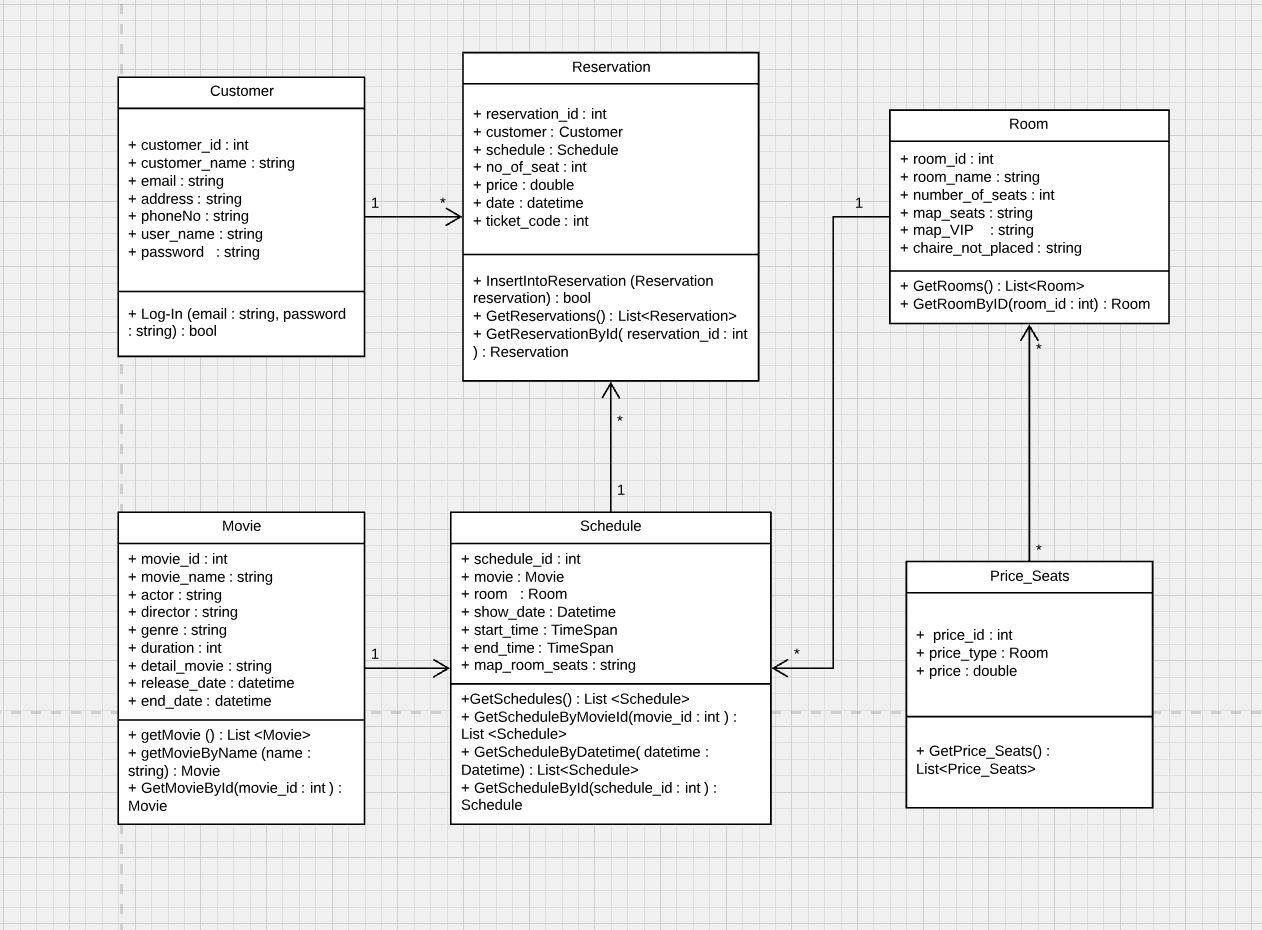 Customer
+ customer_id : int
+ customer_name : string
+ email : string
+ address : string
+ phoneNo : string
+ user_name : string
+ password : string
+ Log-In (email : string, password
: string) : bool
1
*
Reservation
+ reservation_id : int
+ customer : Customer
+ schedule : Schedule
+ no_of_seat : int
+ price : double
+ date : datetime
+ ticket_code : int
+ InsertIntoReservation (Reservation
reservation) : bool
+ GetReservations() : List<Reservation>
+ GetReservationById( reservation_id : int
) : Reservation
*
1
Room
+ room_id : int
+ room_name : string
+ number_of_seats : int
+ map_seats : string
+ map_VIP : string
+ chaire_not_placed : string
+ GetRooms() : List<Room>
+ GetRoomByID(room_id : int) : Room
1
*
*
*
Movie
+ movie_id : int
+ movie_name : string
+ actor : string
+ director : string
+ genre : string
+ duration : int
+ detail_movie : string
+ release_date : datetime
+ end_date : datetime
+ getMovie () : List <Movie>
+ getMovieByName (name :
string) : Movie
+ GetMovieById(movie_id : int ) :
Movie
1
Schedule
+ schedule_id : int
+ movie : Movie
+ room : Room
+ show_date : Datetime
+ start_time : TimeSpan
+ end_time : TimeSpan
+ map_room_seats : string
+GetSchedules() : List <Schedule>
+ GetScheduleByMovieId(movie_id : int ) :
List <Schedule>
+ GetScheduleByDatetime( datetime :
Datetime) : List<Schedule>
+ GetScheduleById(schedule_id : int ) :
Schedule
Price_Seats
+ price_id : int
+ price_type : Room
+ price : double
+ GetPrice_Seats() :
List<Price_Seats>